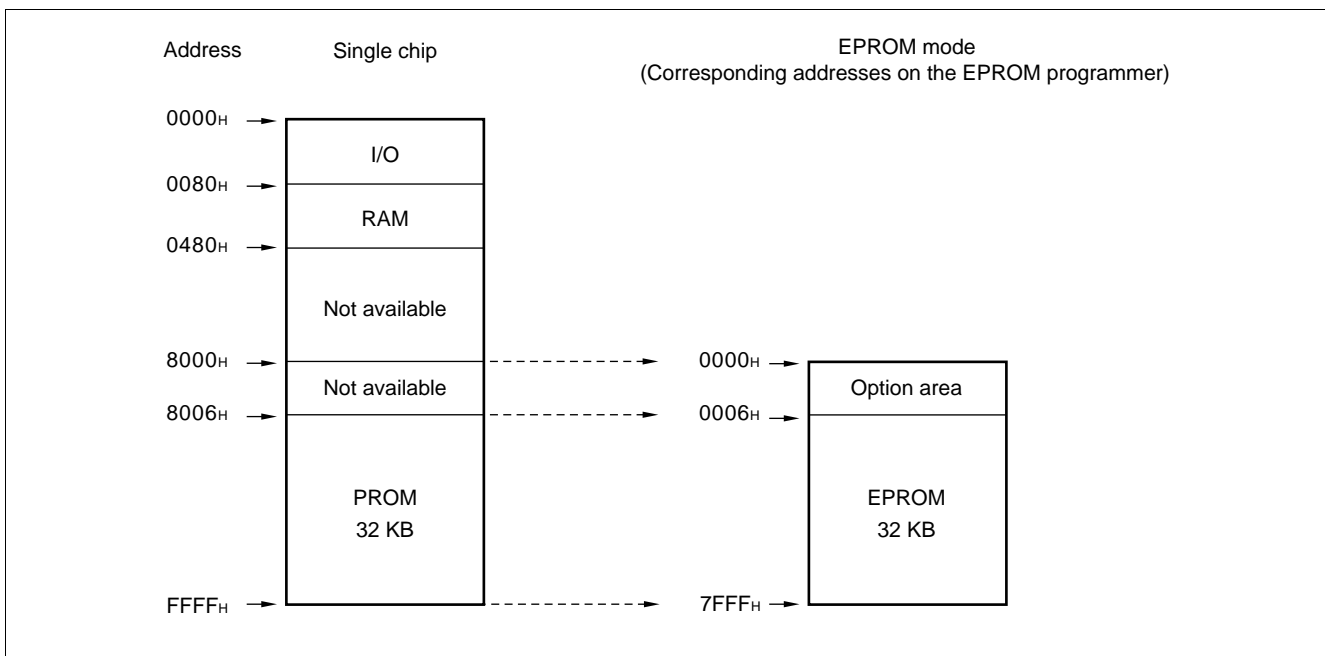 Address
Single chip
EPROM mode
(Corresponding addresses on the EPROM programmer)
0000H
I/O
0080H
RAM
0480H
Not available
8000H
0000H
Not available
Option area
8006H
0006H
PROM
32 KB
EPROM
32 KB
FFFFH
7FFFH